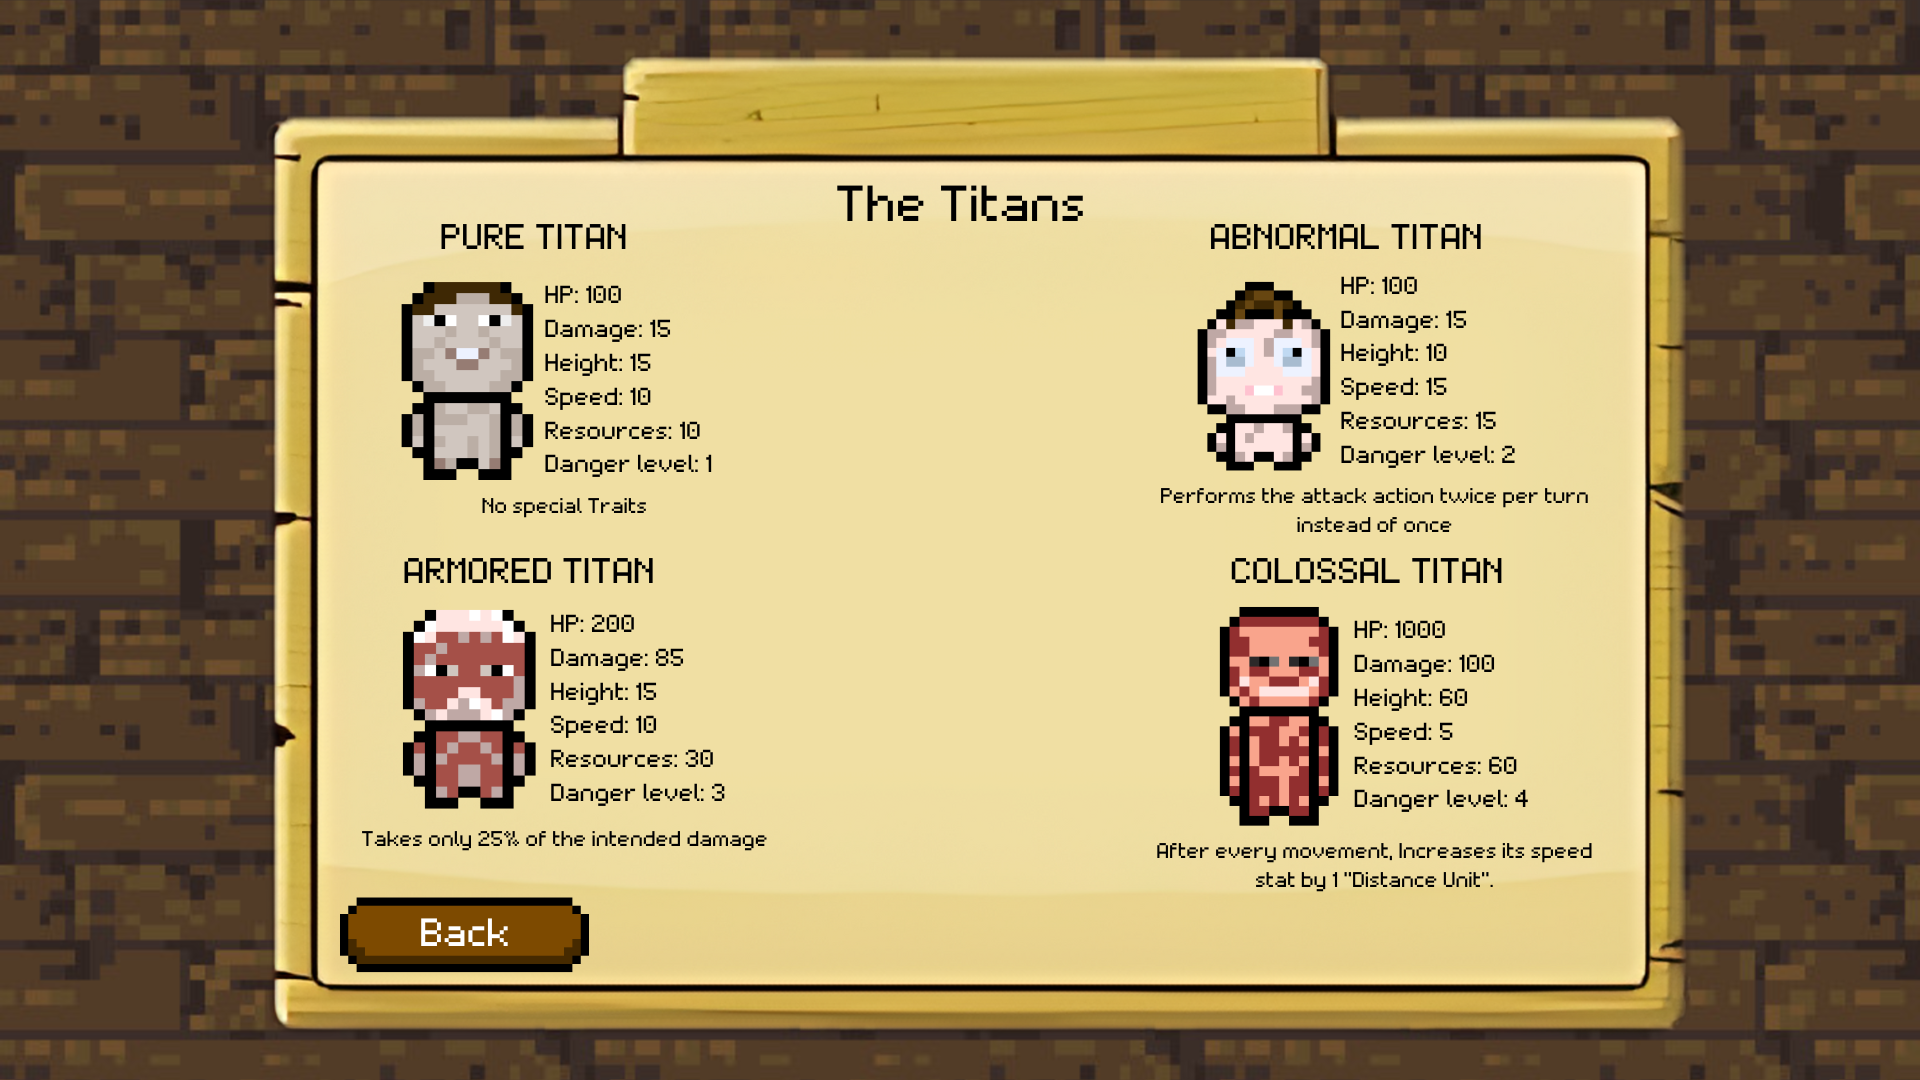 The Titans
PURE TITAN
HP: 100
Damage: 15
Height: 15
Speed: 10
Resources: 10
Danger level: 1
No special Traits
ABNORMAL TITAN
HP: 100
Damage: 15
Height: 10
Speed: 15
Resources: 15
Danger level: 2
Performs the attack action twice per turn
instead of once
ARMORED TITAN
HP: 200
Damage: 85
Height: 15
Speed: 10
Resources: 30
Danger level: 3
Takes only 25% of the intended damage
COLOSSAL TITAN
HP: 1000
Damage: 100
Height: 60
Speed: 5
Resources: 60
Danger level: 4
After every movement, Increases its speed
stat by 1 "Distance Unit".
Back